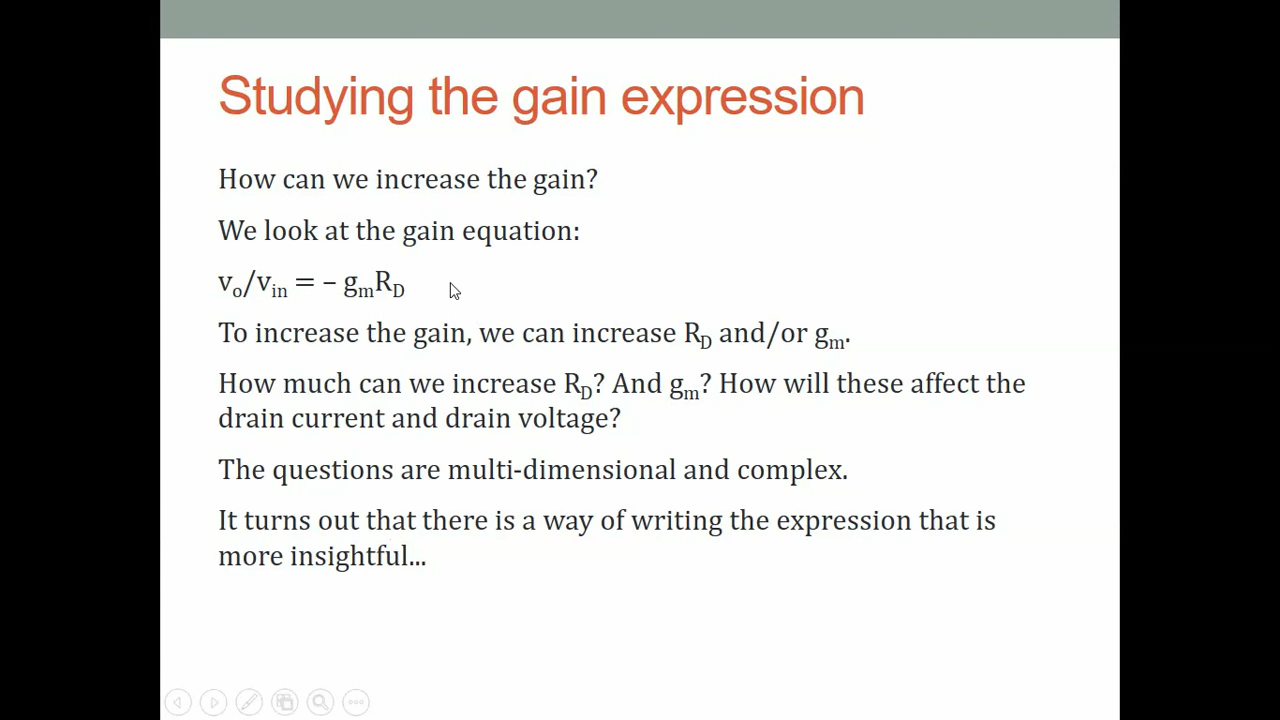 Studying the gain expression
How can we increase the gain?
We look at the gain equation:
vo/vin = – gmRD
To increase the gain, we can increase RD and/or gm.
How much can we increase RD? And gm? How will these affect the
drain current and drain voltage?
The questions are multi-dimensional and complex.
It turns out that there is a way of writing the expression that is
more insightful...